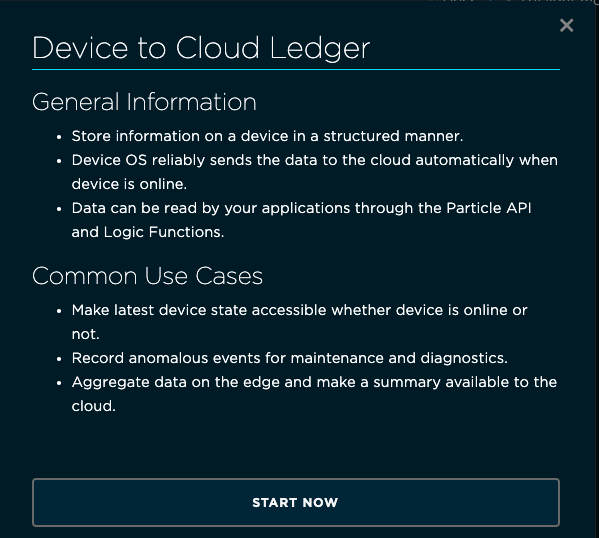 Device to Cloud Ledger
General Information
• Store information on a device in a structured manner.
• Device OS reliably sends the data to the cloud automatically when
device is online.
• Data can be read by your applications through the Particle API
and Logic Functions.
Common Use Cases
• Make latest device state accessible whether device is online or
not.
• Record anomalous events for maintenance and diagnostics.
• Aggregate data on the edge and make a summary available to the
cloud.
START NOW